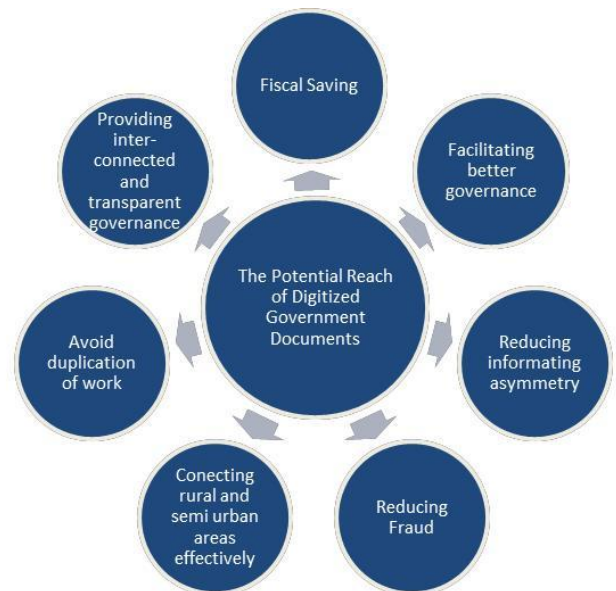 Fiscal Saving
Providing
inter-
connected
and
transparent
governance
Facilitating
better
governance
The Potential Reach
of Digitized
Government
Documents
Avoid
duplication
of work
Reducing
informating
asymmetry
Conecting
rural and
semi urban
areas
effectively
Reducing
Fraud